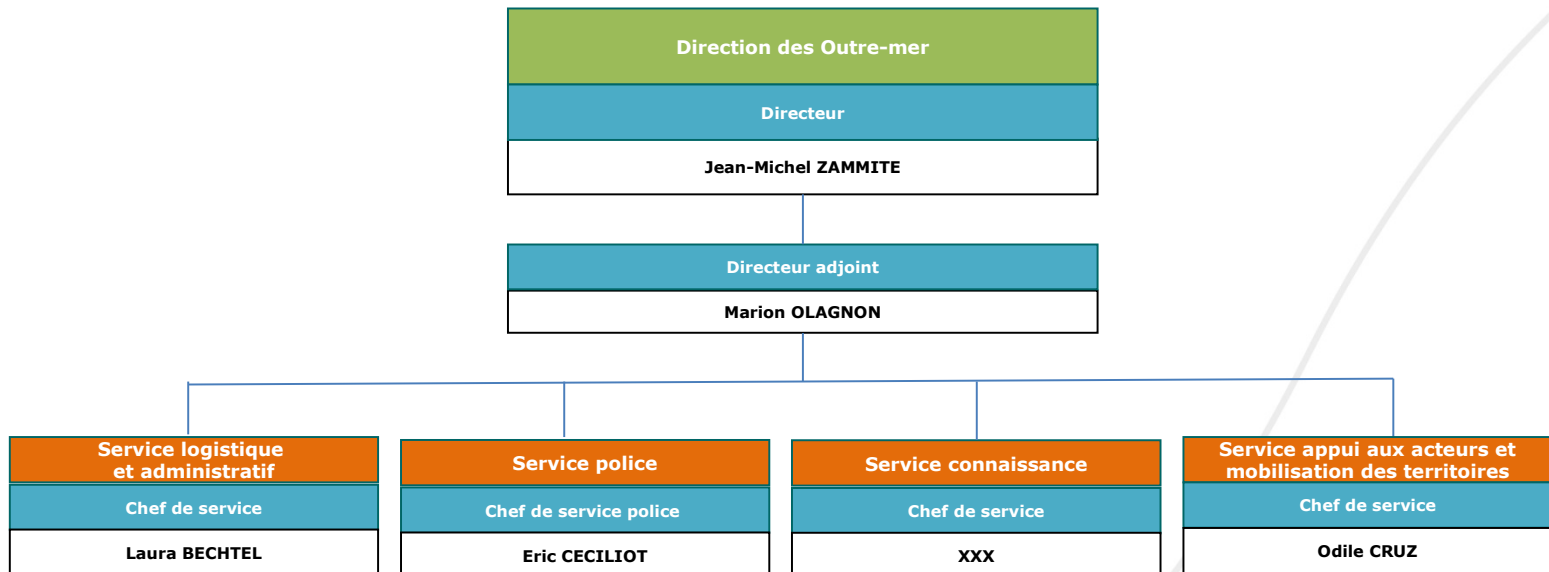 Direction des Outre-mer
Directeur
Jean-Michel ZAMMITE
Directeur adjoint
Marion OLAGNON
Service logistique
et administratif
Chef de service
Laura BECHTEL
Service police
Chef de service police
Eric CECILIOT
Service connaissance
Chef de service
XXX
Service appui aux acteurs et
mobilisation des territoires
Chef de service
Odile CRUZ